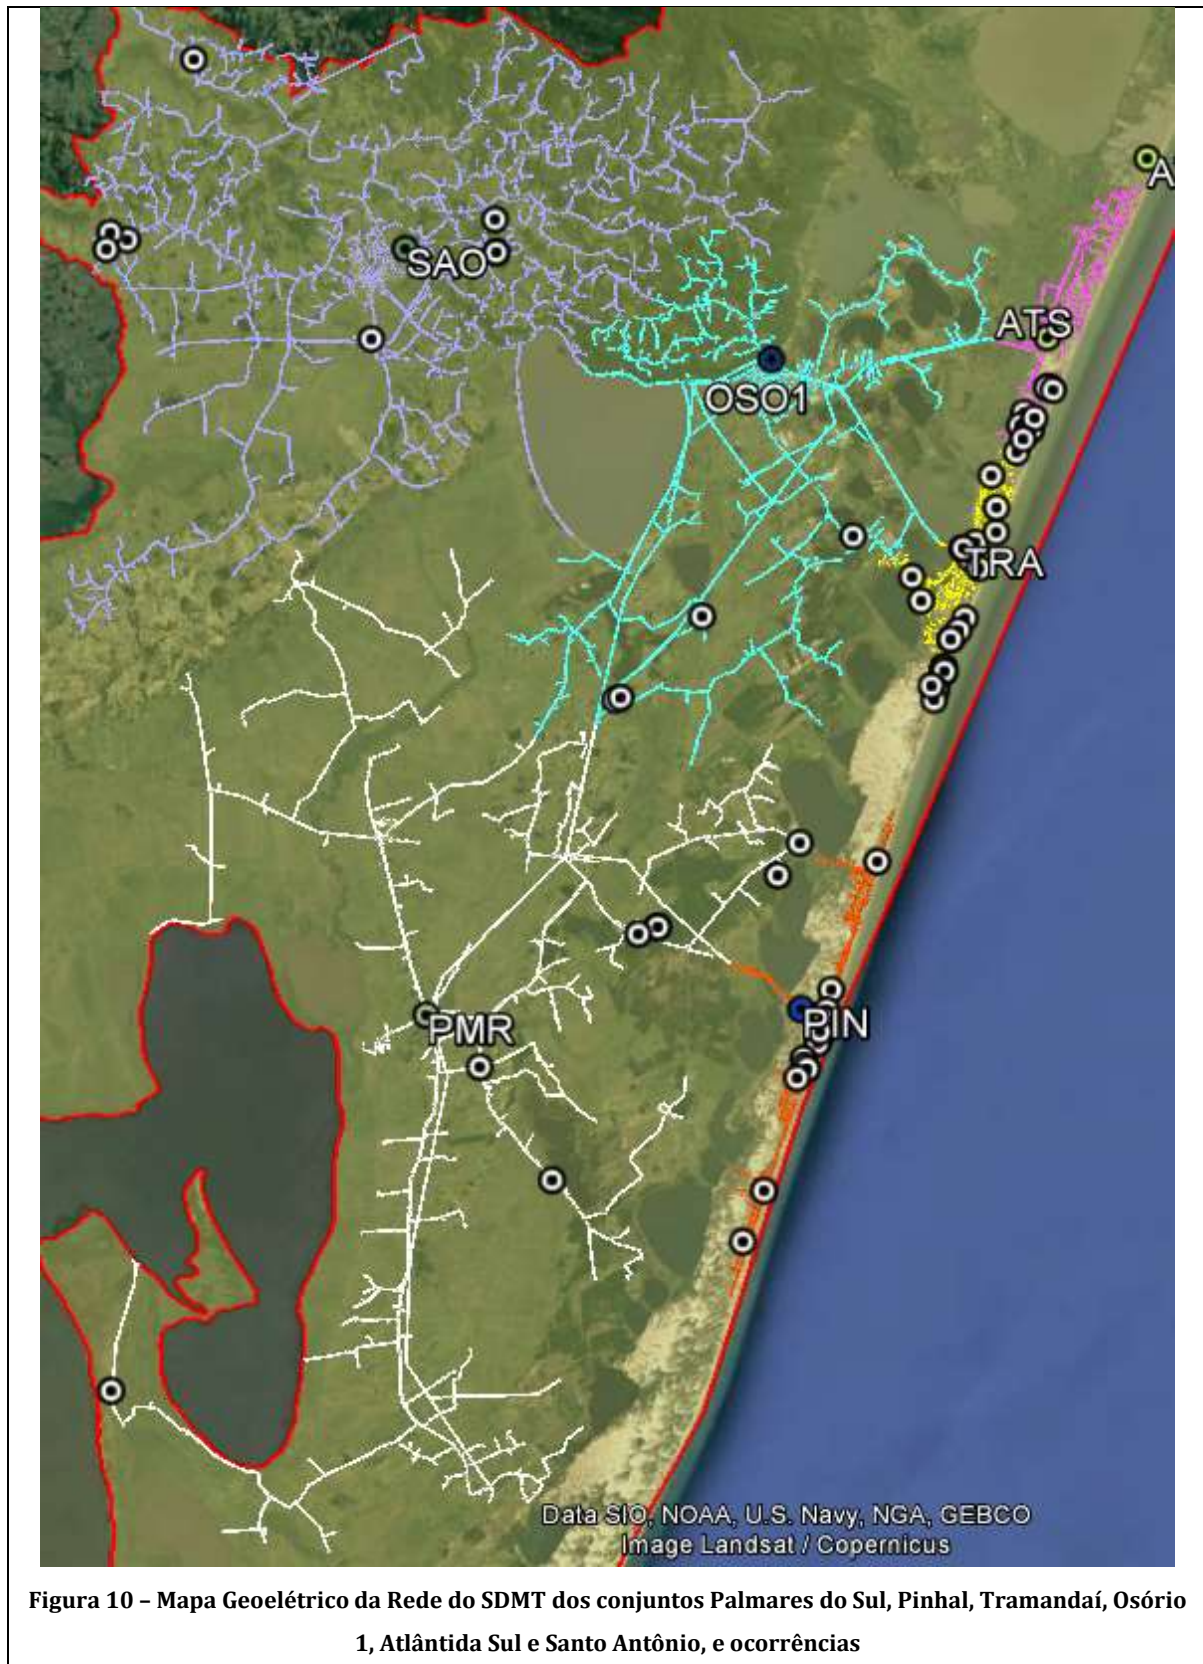 A
SAO
ATS
OSO1
TRA
PMR
PIN
Data SIO, NOAA, U.S. Navy, NGA, GEBCO
Image Landsat / Copernicus
Figura 10 – Mapa Geoelétrico da Rede do SDMT dos conjuntos Palmares do Sul, Pinhal, Tramandaí, Osório
1, Atlântida Sul e Santo Antônio, e ocorrências